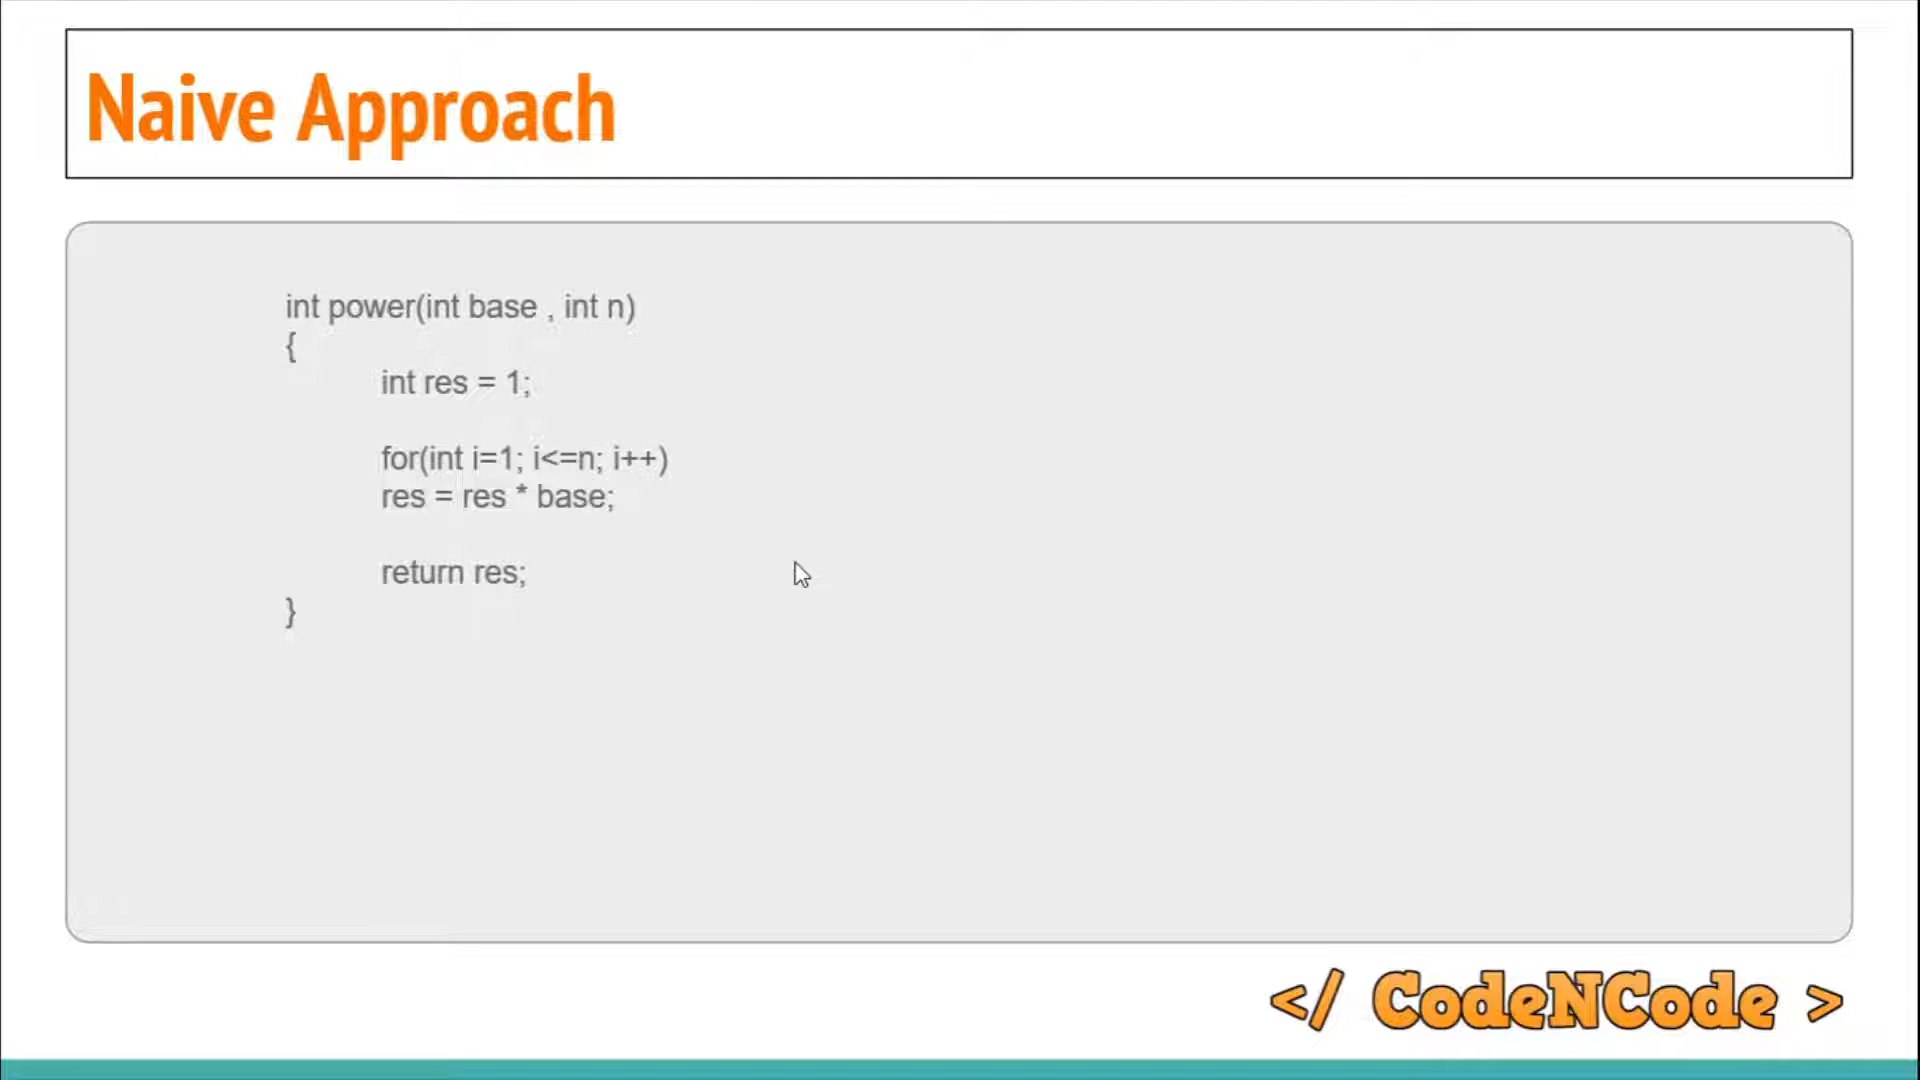 Naive Approach
int power(int base , int n)
{
int res = 1;
for(int i=1; i<=n; i++)
res = res * base;
return res;
}
</ CodeNCode >